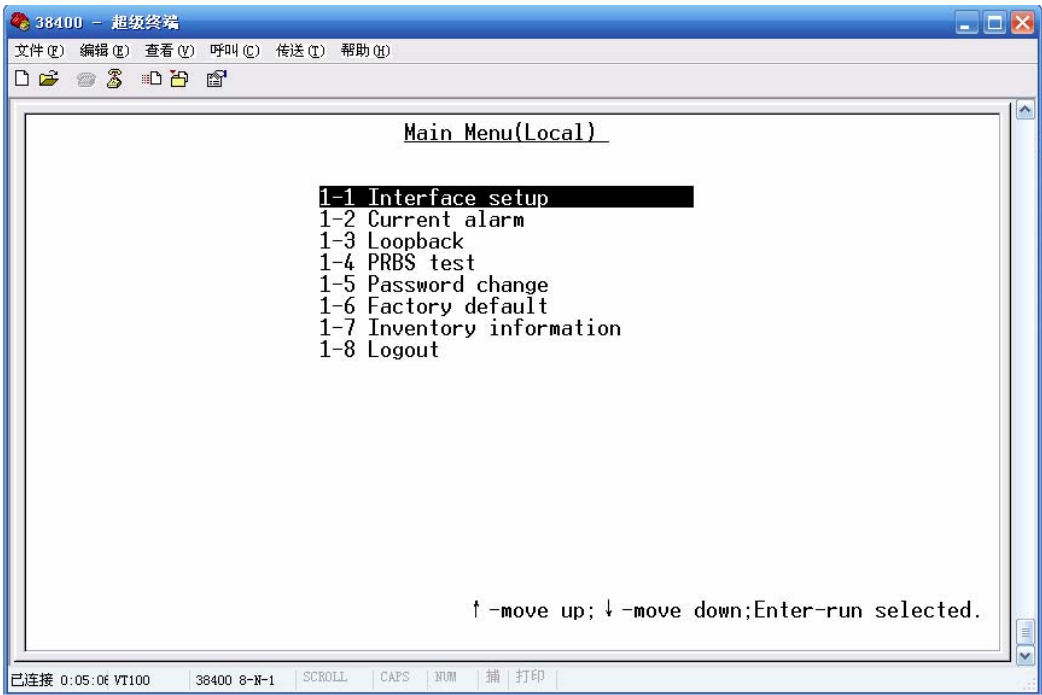 38400 - 超级终端
文件(F) 编辑(E) 查看(V) 呼叫(C) 传送(T) 帮助(H)
Main Menu(Local)
1-1 Interface setup
1-2 Current alarm
1-3 Loopback
1-4 PRBS test
1-5 Password change
1-6 Factory default
1-7 Inventory information
1-8 Logout
↑-move up;↓-move down;Enter-run selected.
已连接 0:05:06 VT100 38400 8-N-1 SCROLL CAPS NUM 捕 打印